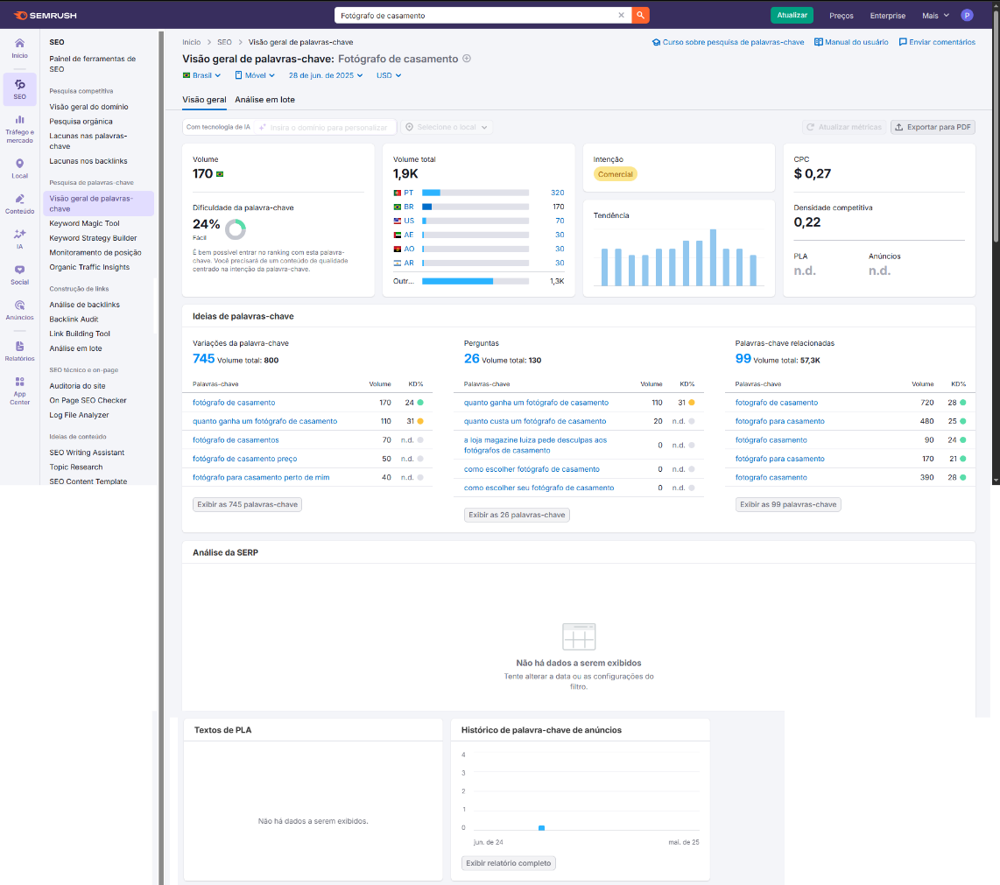 SEMRUSH
Fotógrafo de casamento
Atualizar
Preços
Enterprise
Mais
P
Início
SEO
Tráfego e
mercado
Local
Conteúdo
IA
Social
Anúncios
Relatórios
App
Center
SEO
Painel de ferramentas de
SEO
Pesquisa competitiva
Visão geral do domínio
Pesquisa orgânica
Lacunas nas palavras-
chave
Lacunas nos backlinks
Pesquisa de palavras-chave
Visão geral de palavras-
chave
Keyword Magic Tool
Keyword Strategy Builder
Monitoramento de posição
Organic Traffic Insights
Construção de links
Análise de backlinks
Backlink Audit
Link Building Tool
Análise em lote
SEO técnico e on-page
Auditoria do site
On Page SEO Checker
Log File Analyzer
Ideias de conteúdo
SEO Writing Assistant
Topic Research
SEO Content Template
Início > SEO > Visão geral de palavras-chave
Curso sobre pesquisa de palavras-chave
Manual do usuário
Enviar comentários
Visão geral de palavras-chave: Fotógrafo de casamento
Brasil
Móvel
28 de jun. de 2025
USD
Visão geral
Análise em lote
Com tecnologia de IA
Insira o domínio para personalizar
Selecione o local
Atualizar métricas
Exportar para PDF
Volume
170
Dificuldade da palavra-chave
24%
Fácil
É bem possível entrar no ranking com esta palavra-
chave. Você precisará de um conteúdo de qualidade
centrado na intenção da palavra-chave.
Volume total
1,9K
PT 320
BR 170
US 70
AE 30
AO 30
AR 30
Outr... 1,3K
Intenção
Comercial
Tendência
CPC
$ 0,27
Densidade competitiva
0,22
PLA
n.d.
Anúncios
n.d.
Ideias de palavras-chave
Variações da palavra-chave
745 Volume total: 800
Palavras-chave Volume KD%
fotógrafo de casamento 170 24
quanto ganha um fotógrafo de casamento 110 31
fotógrafo de casamentos 70 n.d.
fotógrafo de casamento preço 50 n.d.
fotógrafo para casamento perto de mim 40 n.d.
Exibir as 745 palavras-chave
Perguntas
26 Volume total: 130
Palavras-chave Volume KD%
quanto ganha um fotógrafo de casamento 110 31
quanto custa um fotógrafo de casamento 20 n.d.
a loja magazine luiza pede desculpas aos
fotógrafos de casamento 0 n.d.
como escolher fotógrafo de casamento 0 n.d.
como escolher seu fotógrafo de casamento 0 n.d.
Exibir as 26 palavras-chave
Palavras-chave relacionadas
99 Volume total: 57,3K
Palavras-chave Volume KD%
fotografo de casamento 720 28
fotografo para casamento 480 25
fotógrafo casamento 90 24
fotógrafo para casamento 170 21
fotografo casamento 390 28
Exibir as 99 palavras-chave
Análise da SERP
Não há dados a serem exibidos
Tente alterar a data ou as configurações do
filtro.
Textos de PLA
Não há dados a serem exibidos.
Histórico de palavra-chave de anúncios
4
3
2
1
0
jun. de 24
mai. de 25
Exibir relatório completo